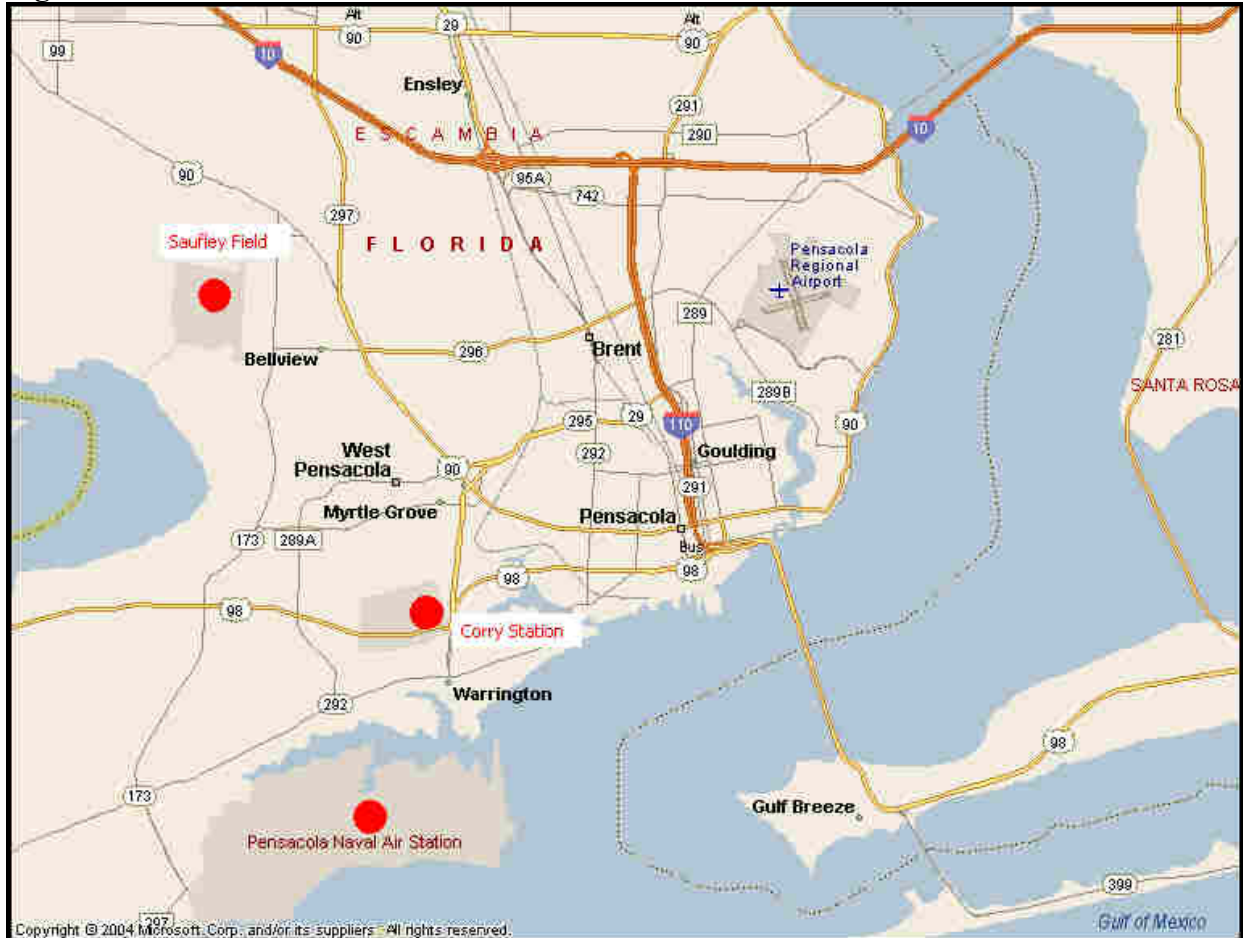 Alt
90
29
Alt
90
99
10
Ensley
291
10
E S C A M B I A
290
90
95A
742
297
Saufley Field
F L O R I D A
Pensacola
Regional
Airport
289
281
Bellview
296
Brent
SANTA ROSA
289B
295
29
110
90
West
Pensacola
90
292
Goulding
291
Myrtle Grove
Pensacola
173
289A
Bus
98
98
98
Corry Station
292
Warrington
98
173
Gulf Breeze
Pensacola Naval Air Station
399
297
Gulf of Mexico
Copyright © 2004 Microsoft Corp. and/or its suppliers. All rights reserved.